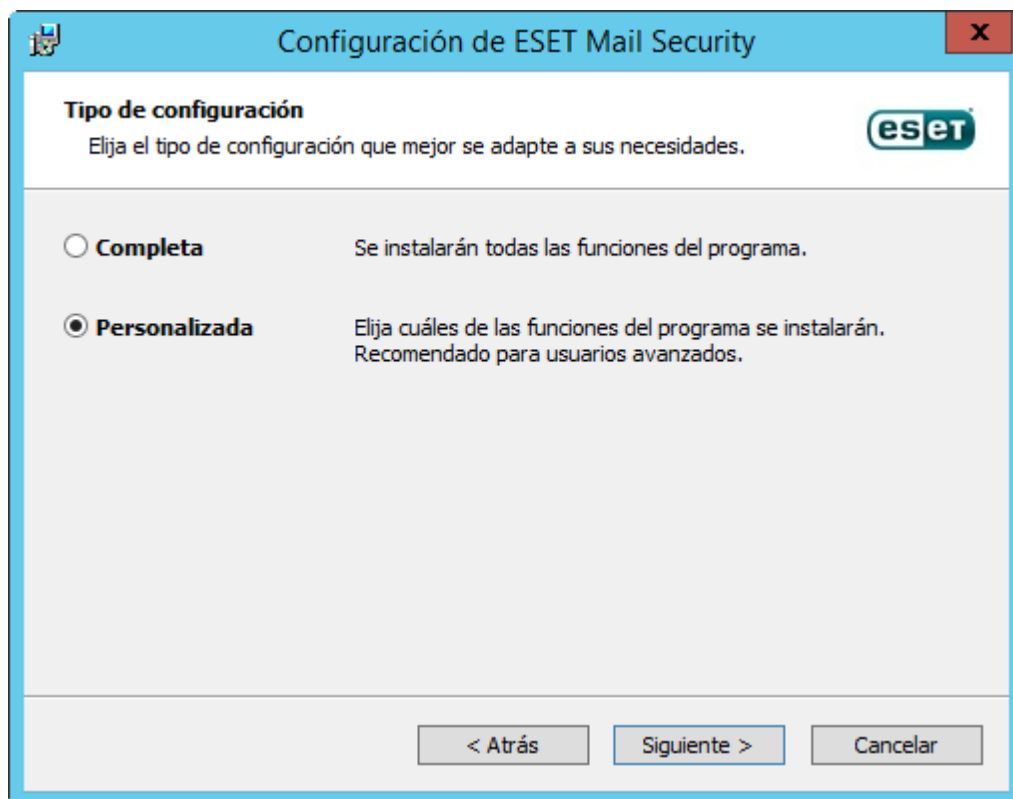 Configuración de ESET Mail Security
x
Tipo de configuración
Elija el tipo de configuración que mejor se adapte a sus necesidades.
eseT
Completa
Se instalarán todas las funciones del programa.
Personalizada
Elija cuáles de las funciones del programa se instalarán.
Recomendado para usuarios avanzados.
< Atrás
Siguiente >
Cancelar